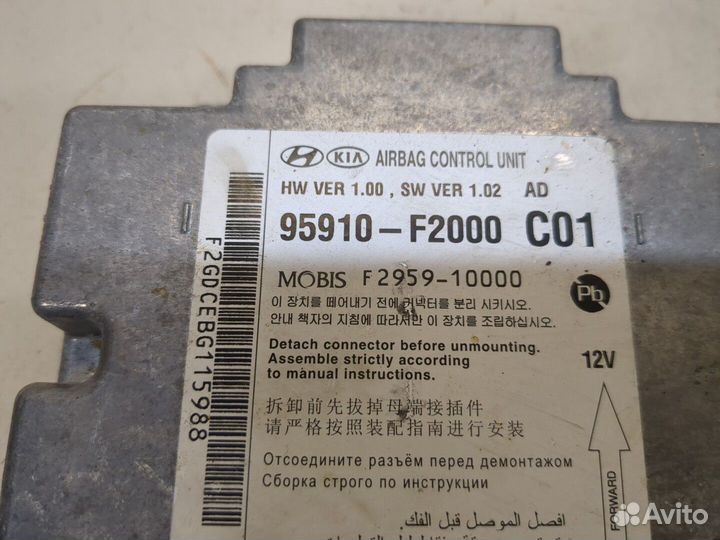 KIA AIRBAG CONTROL UNIT
HW VER 1.00 , SW VER 1.02 AD
95910-F2000 C01
MOBIS F2959-10000
이 장치를 떼어내기 전에 커넥터를 분리 시키시오.
안내 책자의 지침에 따라서만 이 장치를 조립하십시오.
Pb
Detach connector before unmounting.
Assemble strictly according
to manual instructions.
12V
拆卸前先拔掉母端接插件
请严格按照装配指南进行安装
Отсоедините разъём перед демонтажом
Сборка строго по инструкции
افصل الموصل قبل الفك.
FORWARD
F2GDCEBG115988
Avito